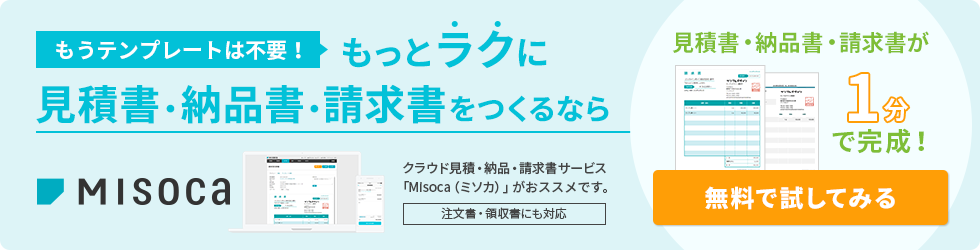 もうテンプレートは不要！
もっとラクに
見積書・納品書・請求書をつくるなら
Misoca
クラウド見積・納品・請求書サービス
「Misoca（ミソカ）」がおススメです。
注文書・領収書にも対応
見積書・納品書・請求書が
1分
で完成！
無料で試してみる